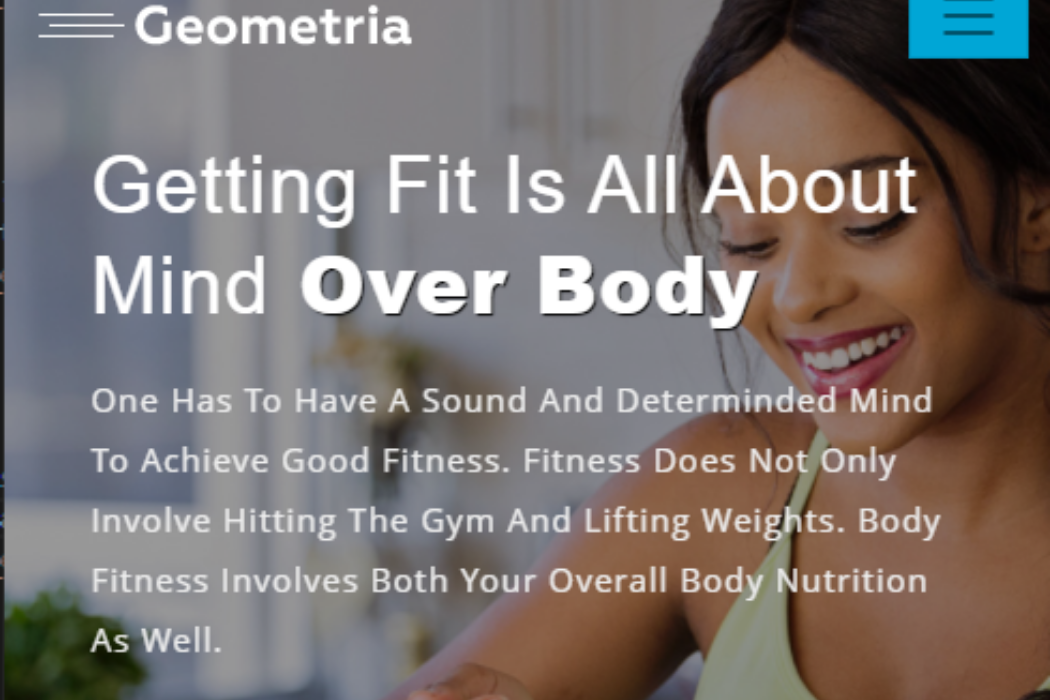 Geometria
Getting Fit Is All About
Mind Over Body
One Has To Have A Sound And Determinded Mind
To Achieve Good Fitness. Fitness Does Not Only
Involve Hitting The Gym And Lifting Weights. Body
Fitness Involves Both Your Overall Body Nutrition
As Well.